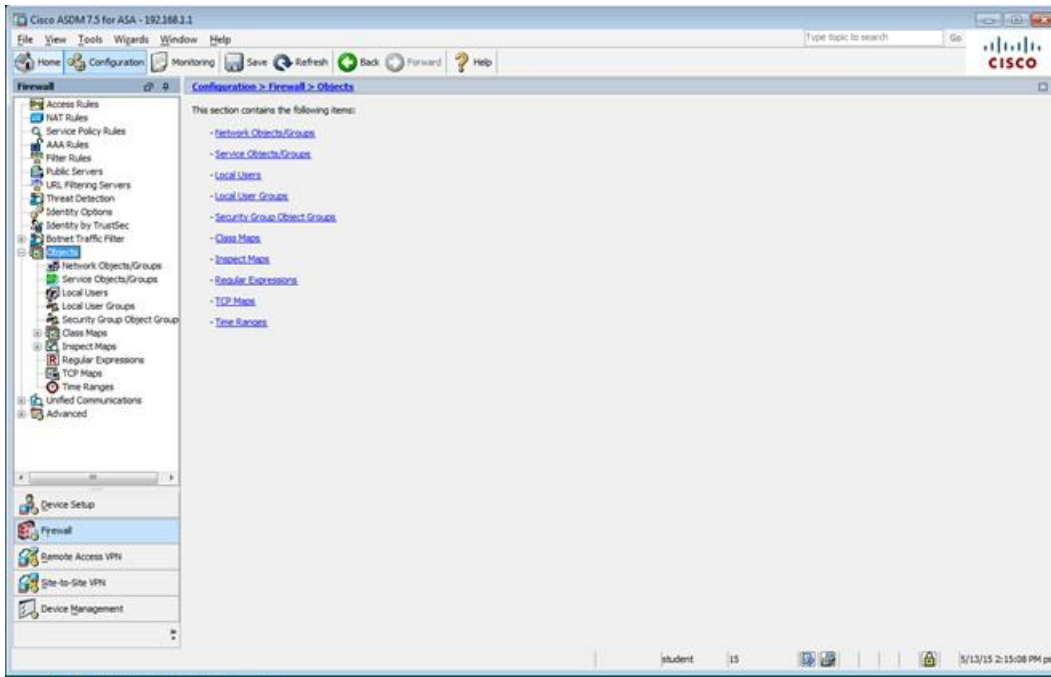 Cisco ASDM 7.5 for ASA - 192.168.1.1
File View Tools Wizards Window Help
Type topic to search
Go
Home Configuration Monitoring Save Refresh Back Forward Help
CISCO
Firewall
Configuration > Firewall > Objects
Access Rules
NAT Rules
Service Policy Rules
AAA Rules
Filter Rules
Public Servers
URL Filtering Servers
Threat Detection
Identity Options
Identity by TrustSec
Botnet Traffic Filter
Objects
Network Objects/Groups
Service Objects/Groups
Local Users
Local User Groups
Security Group Object Group
Class Maps
Inspect Maps
Regular Expressions
TCP Maps
Time Ranges
Unified Communications
Advanced
This section contains the following items:
- Network Objects/Groups
- Service Objects/Groups
- Local Users
- Local User Groups
- Security Group Object Groups
- Class Maps
- Inspect Maps
- Regular Expressions
- TCP Maps
- Time Ranges
Device Setup
Firewall
Remote Access VPN
Site-to-Site VPN
Device Management
student
15
5/13/15 2:15:08 PM